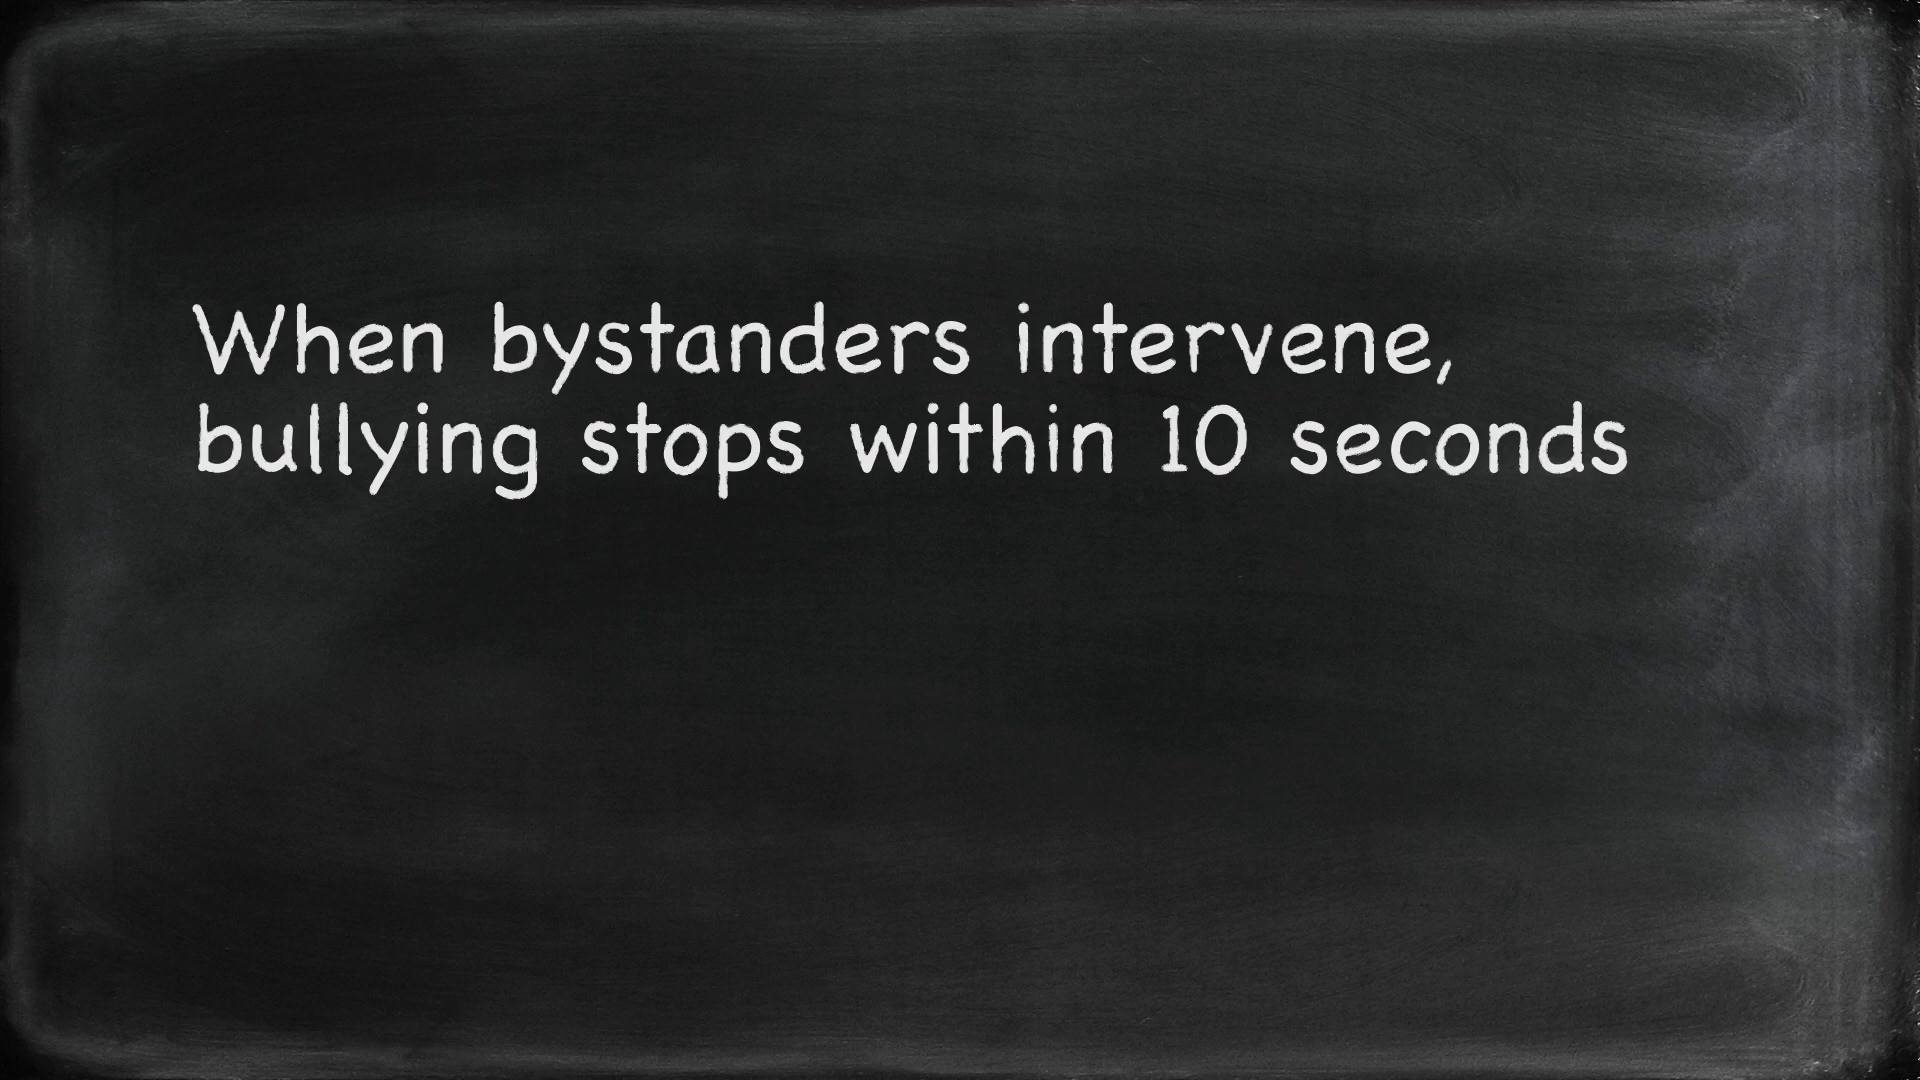 When bystanders intervene,
bullying stops within 10 seconds